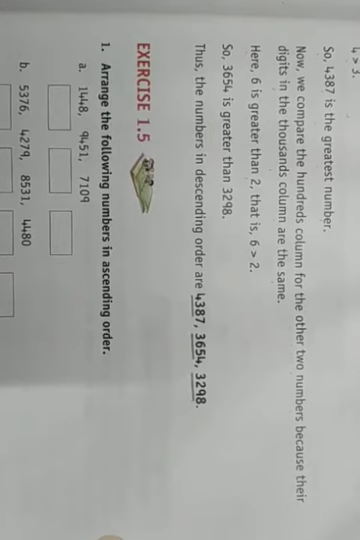 4 > 3.
So, 4387 is the greatest number.
Now, we compare the hundreds column for the other two numbers because their
digits in the thousands column are the same.
Here, 6 is greater than 2, that is, 6 > 2.
So, 3654 is greater than 3298.
Thus, the numbers in descending order are 4387, 3654, 3298.
EXERCISE 1.5
1. Arrange the following numbers in ascending order.
a. 1448, 9451, 7109
b. 5376, 4279, 8531, 4480